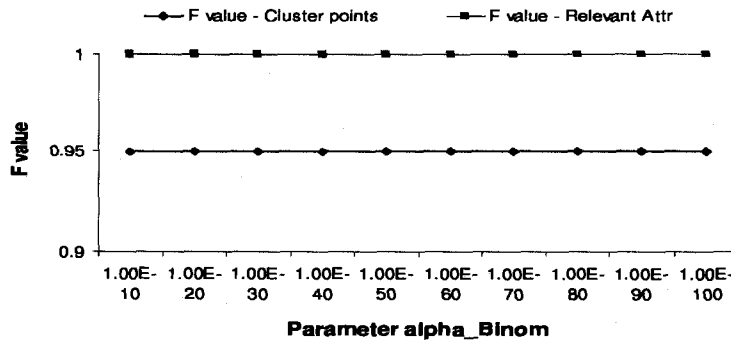 F value - Cluster points F value - Relevant Attr
1
0.95
0.9
F value
1.00E- 1.00E- 1.00E- 1.00E- 1.00E- 1.00E- 1.00E- 1.00E- 1.00E- 1.00E-
10 20 30 40 50 60 70 80 90 100
Parameter alpha_Binom